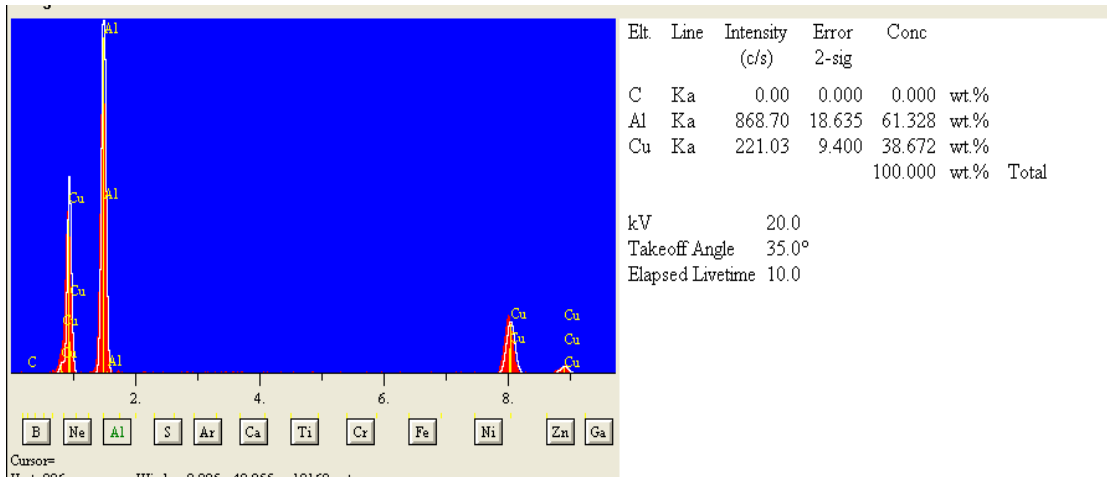 Al
Cu Al
Cu
Cu
Cu
C Al
Cu Cu
Cu
Cu
2. 4. 6. 8.
B Ne Al S Ar Ca Ti Cr Fe Ni Zn Ga
Cursor=
Elt. Line Intensity Error Conc
(c/s) 2-sig
C Ka 0.00 0.000 0.000 wt.%
Al Ka 868.70 18.635 61.328 wt.%
Cu Ka 221.03 9.400 38.672 wt.%
100.000 wt.% Total
kV 20.0
Takeoff Angle 35.0°
Elapsed Livetime 10.0